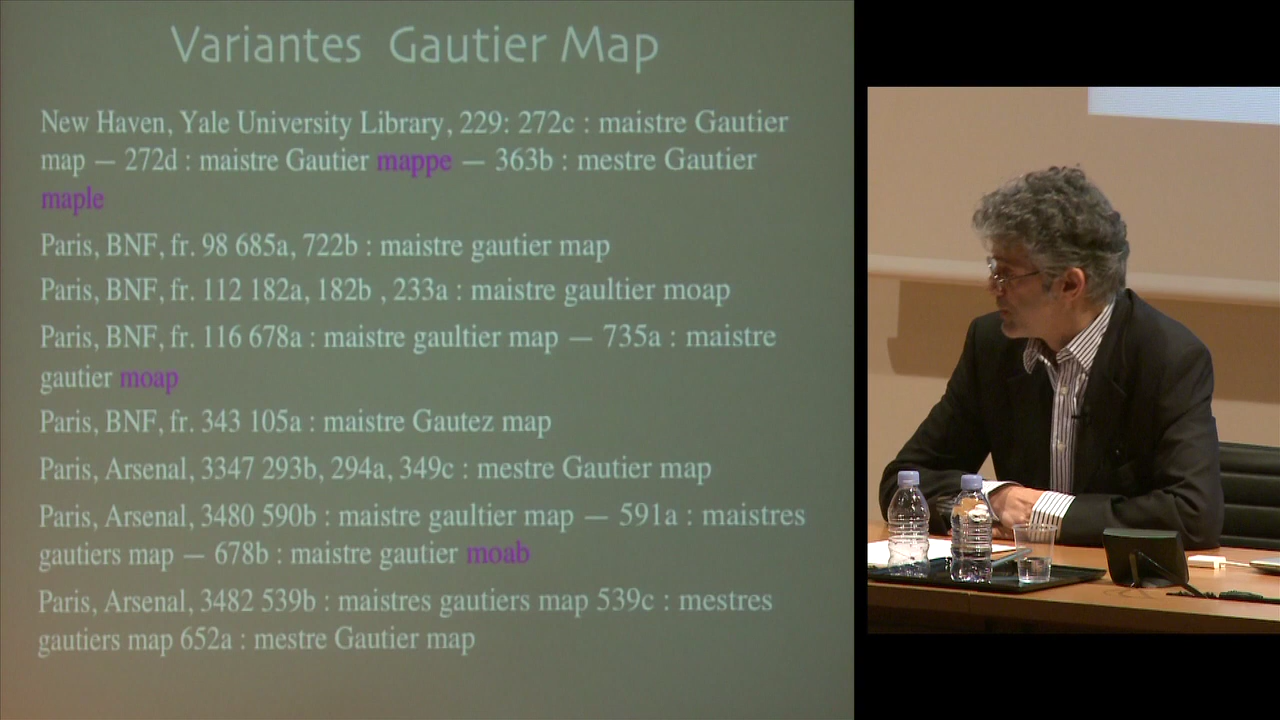 Variantes Gautier Map
New Haven, Yale University Library, 229: 272c : maistre Gautier
map — 272d : maistre Gautier mappe — 363b : mestre Gautier
maple
Paris, BNF, fr. 98 685a, 722b : maistre gautier map
Paris, BNF, fr. 112 182a, 182b , 233a : maistre gaultier moap
Paris, BNF, fr. 116 678a : maistre gaultier map — 735a : maistre
gautier moap
Paris, BNF, fr. 343 105a : maistre Gautez map
Paris, Arsenal, 3347 293b, 294a, 349c : mestre Gautier map
Paris, Arsenal, 3480 590b : maistre gaultier map — 591a : maistres
gautiers map — 678b : maistre gautier moab
Paris, Arsenal, 3482 539b : maistres gautiers map 539c : mestres
gautiers map 652a : mestre Gautier map